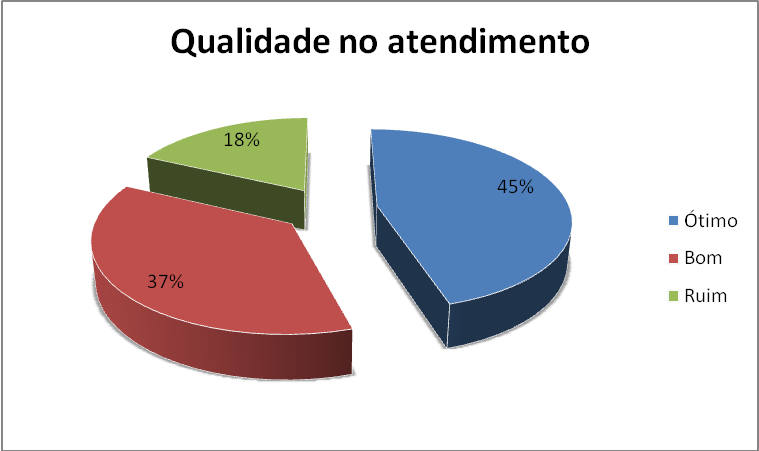 Qualidade no atendimento
18%
45%
37%
Ótimo
Bom
Ruim